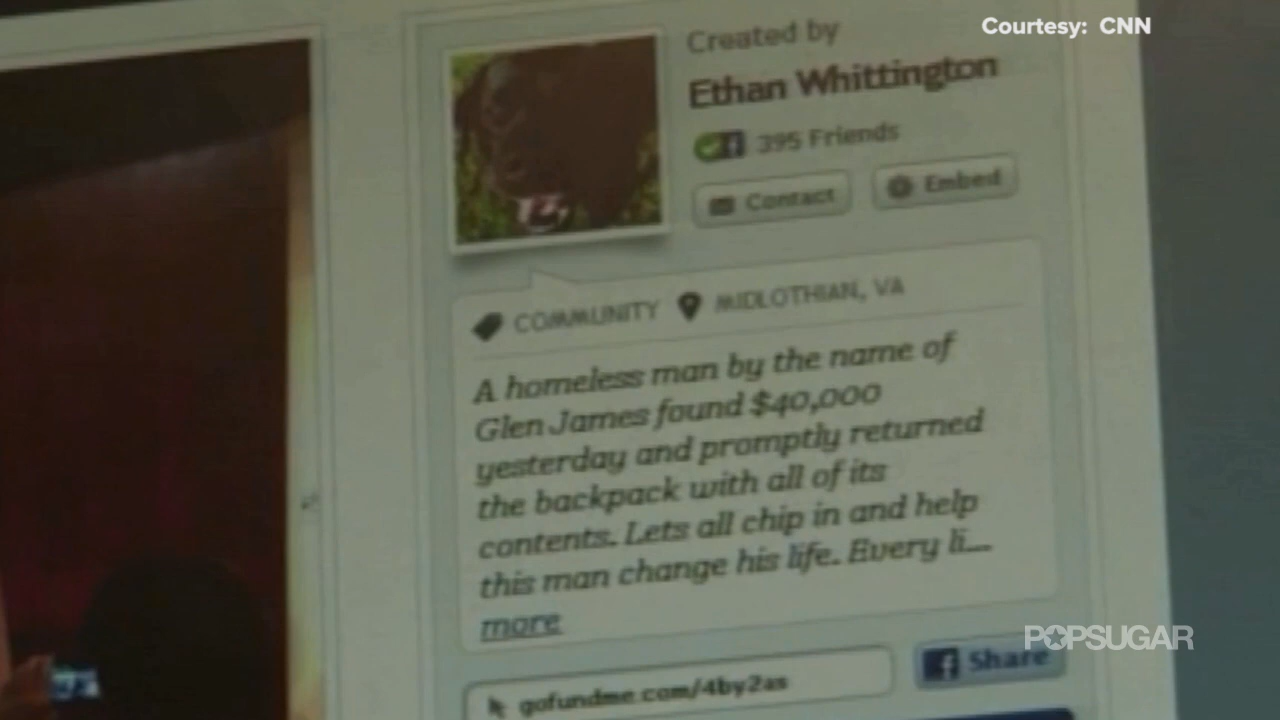 Courtesy: CNN
Created by
Ethan Whittington
395 Friends
Contact
Embed
COMMUNITY
MIDLOTHIAN, VA
A homeless man by the name of
Glen James found $40,000
yesterday and promptly returned
the backpack with all of its
contents. Lets all chip in and help
this man change his life. Every li...
more
POPSUGAR
f Share
gofundme.com/4by2as